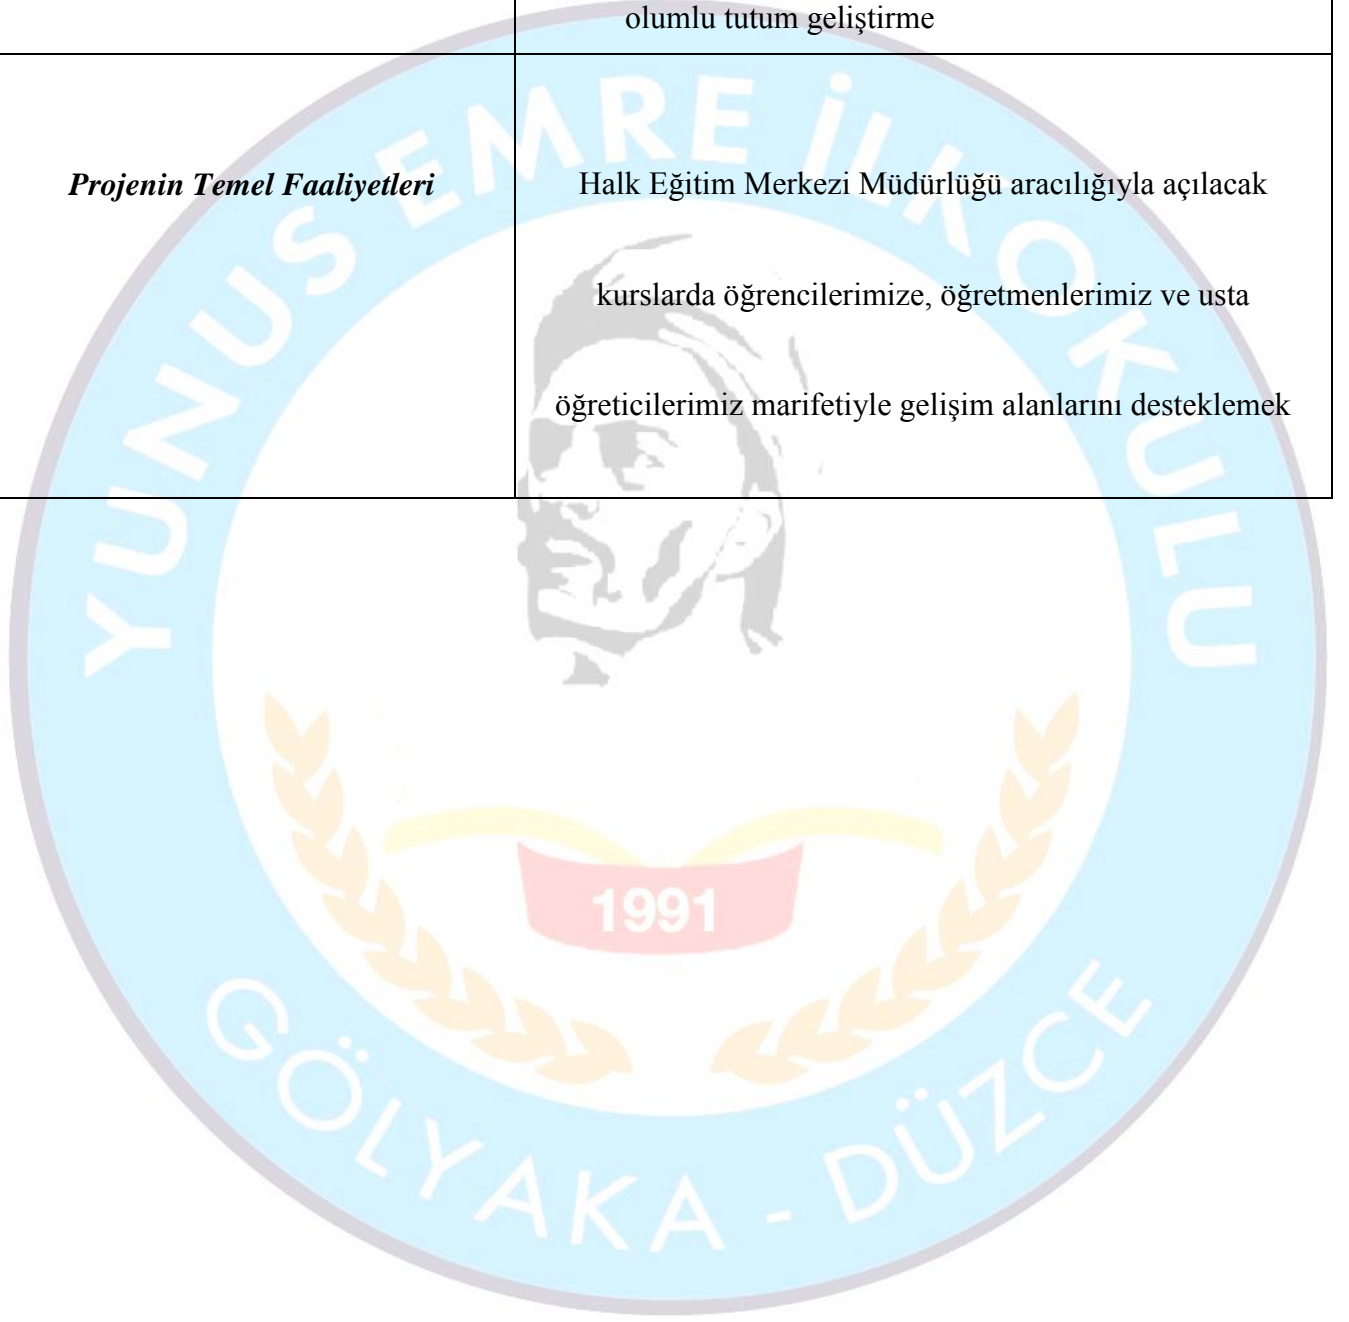 olumlu tutum geliştirme
Projenin Temel Faaliyetleri
Halk Eğitim Merkezi Müdürlüğü aracılığıyla açılacak
kurslarda öğrencilerimize, öğretmenlerimiz ve usta
öğreticilerimiz marifetiyle gelişim alanlarını desteklemek
YUNUS EMRE İLKOKULU
1991
GÖLYAKA - DÜZCE